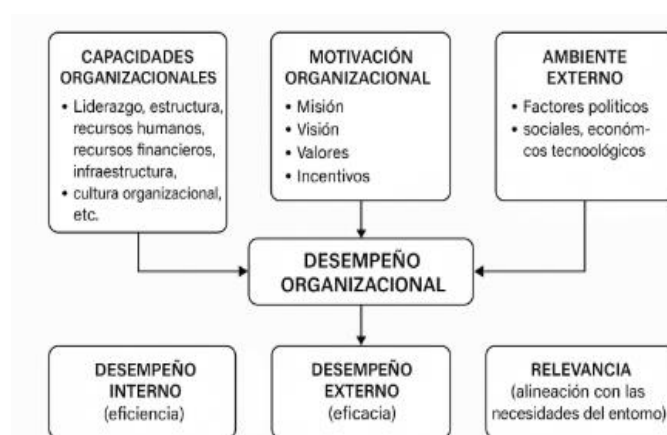 CAPACIDADES
ORGANIZACIONALES
• Liderazgo, estructura,
recursos humanos,
recursos financieros,
infraestructura,
• cultura organizacional,
etc.
MOTIVACIÓN
ORGANIZACIONAL
• Misión
• Visión
• Valores
• Incentivos
AMBIENTE
EXTERNO
• Factores politicos
• sociales, económ-
cos tecnoológicos
DESEMPEÑO
ORGANIZACIONAL
DESEMPEÑO
INTERNO
(eficiencia)
DESEMPEÑO
EXTERNO
(eficacia)
RELEVANCIA
(alineación con las
necesidades del entomo)